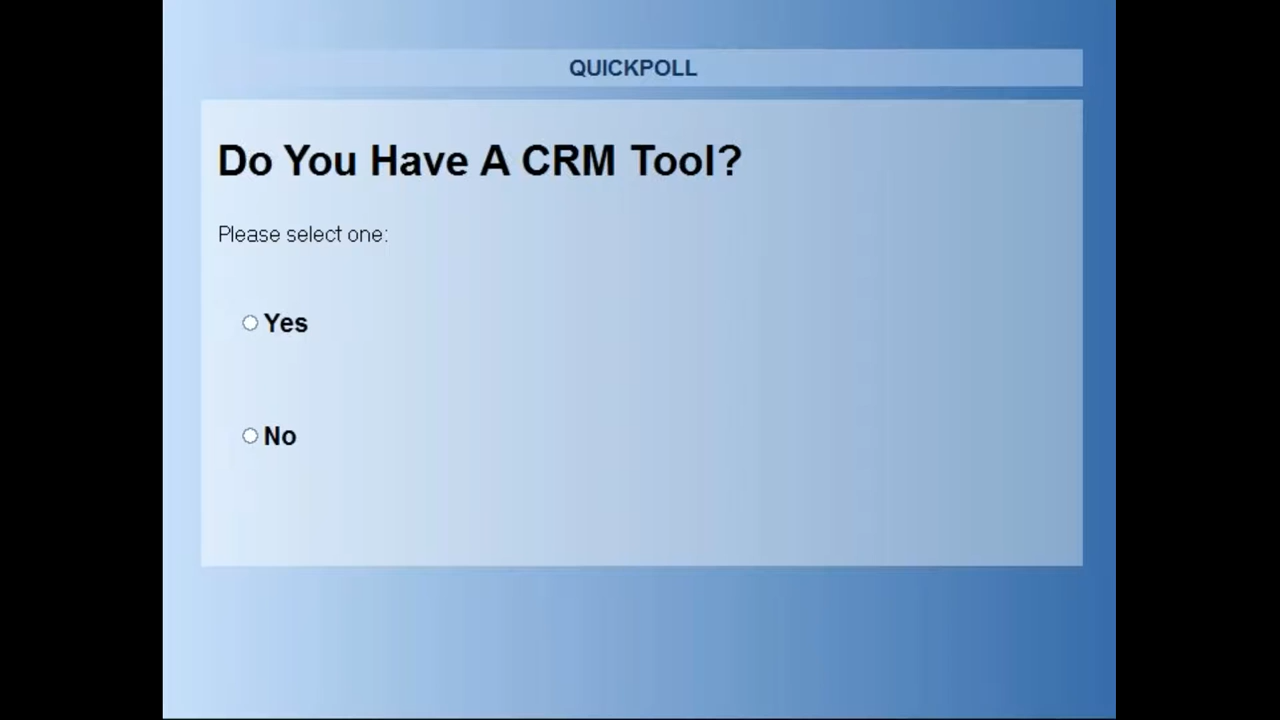 QUICKPOLL
Do You Have A CRM Tool?
Please select one:
Yes
No